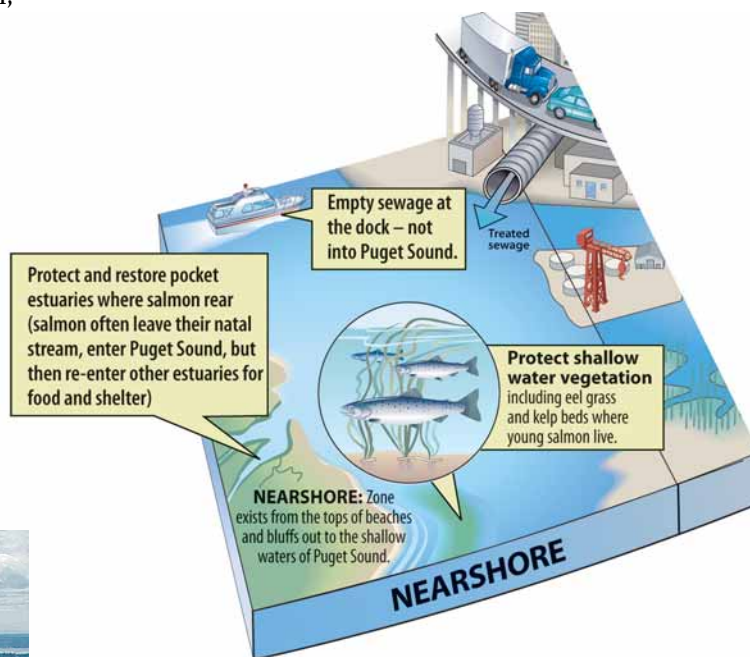 Empty sewage at
the dock – not
into Puget Sound.
Treated
sewage
Protect and restore pocket
estuaries where salmon rear
(salmon often leave their natal
stream, enter Puget Sound, but
then re-enter other estuaries for
food and shelter)
Protect shallow
water vegetation
including eel grass
and kelp beds where
young salmon live.
NEARSHORE: Zone
exists from the tops of beaches
and bluffs out to the shallow
waters of Puget Sound.
NEARSHORE